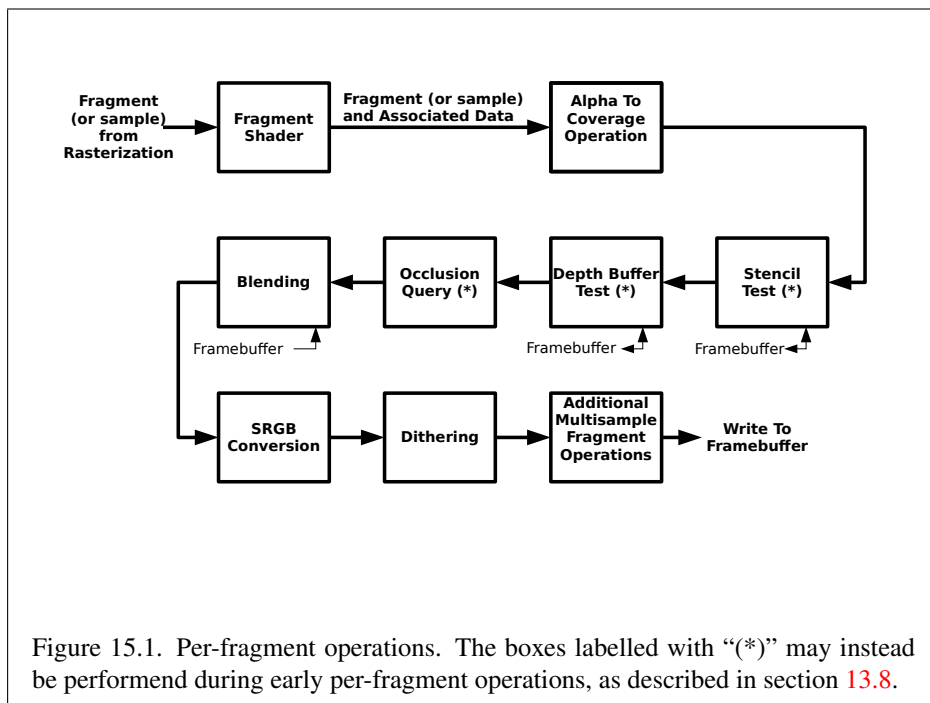 Fragment
(or sample)
from
Rasterization
Fragment
Shader
Fragment (or sample)
and Associated Data
Alpha To
Coverage
Operation
Blending
Occlusion
Query (*)
Depth Buffer
Test (*)
Stencil
Test (*)
Framebuffer
Framebuffer
Framebuffer
SRGB
Conversion
Dithering
Additional
Multisample
Fragment
Operations
Write To
Framebuffer
Figure 15.1. Per-fragment operations. The boxes labelled with “(*)” may instead
be performend during early per-fragment operations, as described in section 13.8.